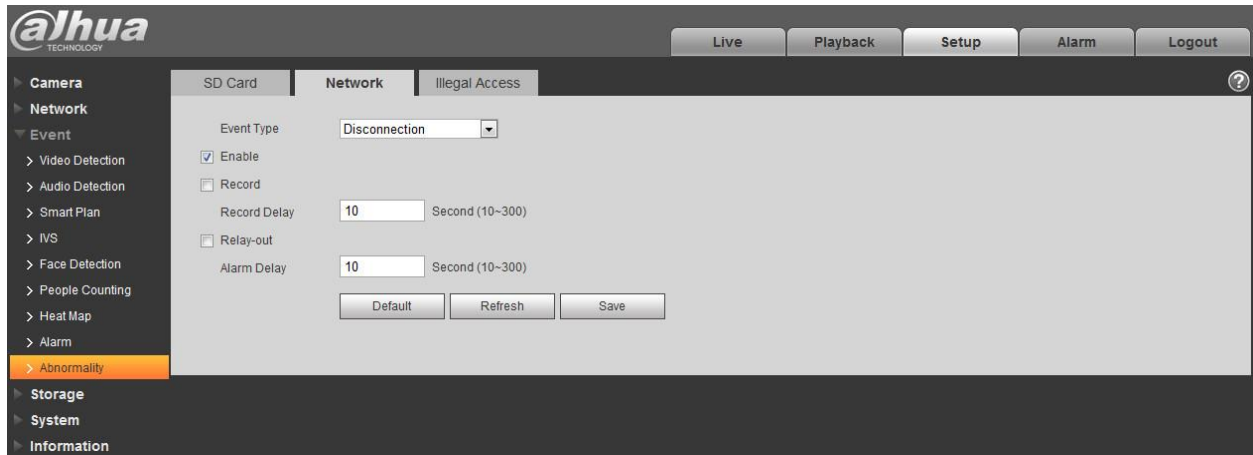 alhua
TECHNOLOGY
Live
Playback
Setup
Alarm
Logout
Camera
Network
Event
Video Detection
Audio Detection
Smart Plan
IVS
Face Detection
People Counting
Heat Map
Alarm
Abnormality
Storage
System
Information
SD Card
Network
Illegal Access
?
Event Type
Disconnection
Enable
Record
Record Delay
10
Second (10~300)
Relay-out
Alarm Delay
10
Second (10~300)
Default
Refresh
Save